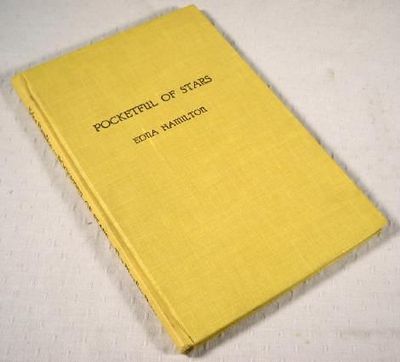 POCKETFUL OF STARS
EDNA HAMILTON